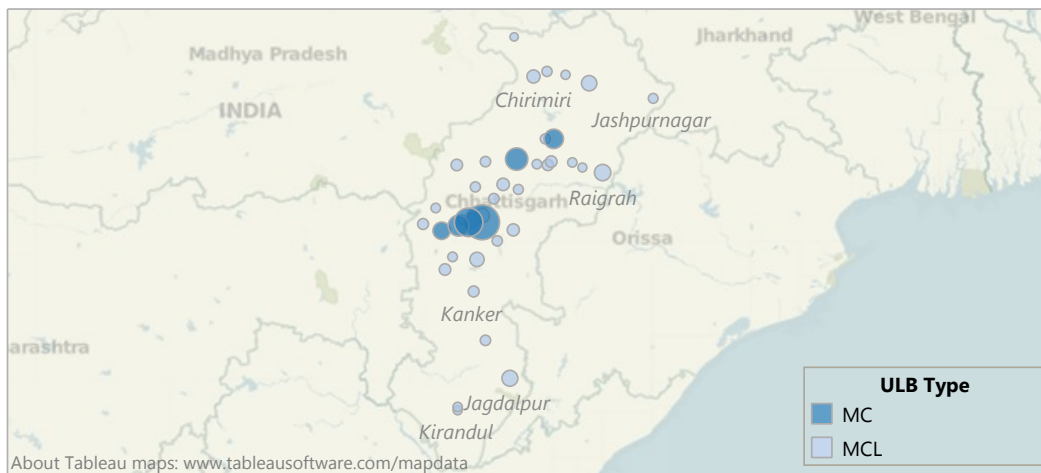 West Bengal
Jharkhand
Madhya Pradesh
INDIA
Chirimiri
Jashpurnagar
Chhattisgarh
Raigrah
Orissa
Kanker
arashtra
Jagdalpur
Kirandul
ULB Type
MC
MCL
About Tableau maps: www.tableausoftware.com/mapdata